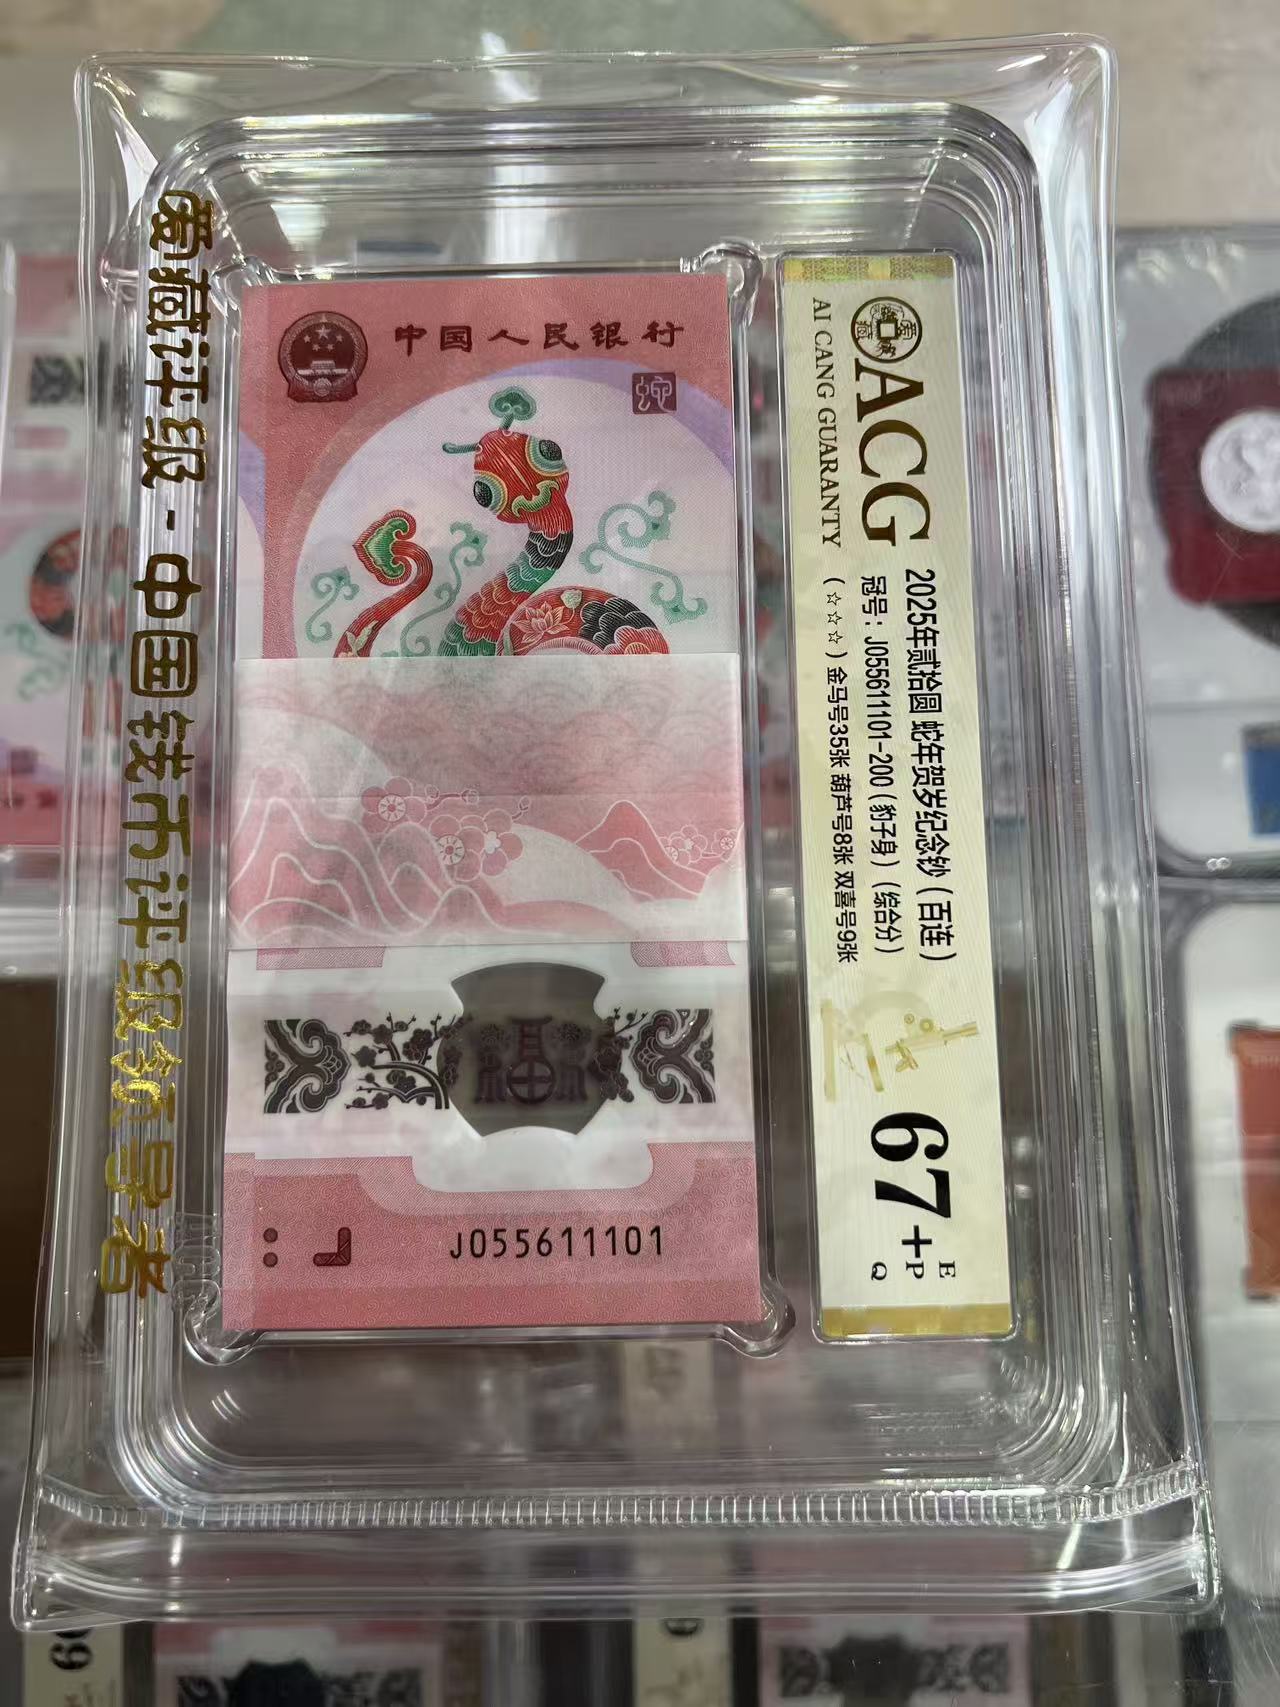 爱藏评级-中国钱币评级领导者
中国人民银行
蛇
福
J055611101
ACG
AI CANG GUARANTY
2025年贰拾圆 蛇年贺岁纪念钞（百连）
冠号：J055611101-200（豹子身）（综合分）
（☆☆☆）金马号35张 葫芦号8张 双喜号9张
67+
E
P
Q